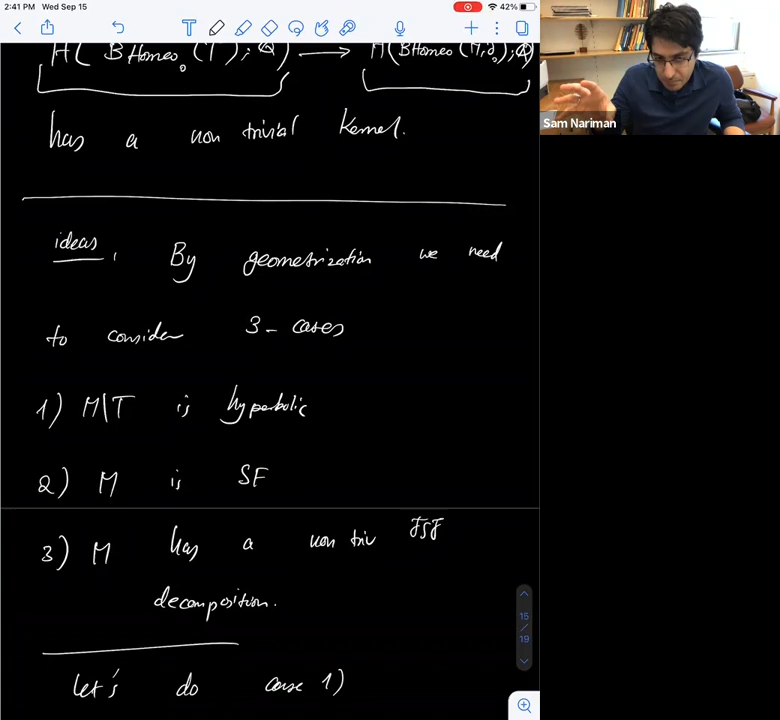 2:41 PM Wed Sep 15
42%
H( BHomeo₀(T);Q) → H(BHomeo(M,∂);Q)
has a non trivial Kernel.
ideas. By geometrization we need
to consider 3- cases
1) M\T is hyperbolic
2) M is SF
3) M has a non triv JSJ
decomposition.
let's do case 1)
Sam Nariman
15
/
19